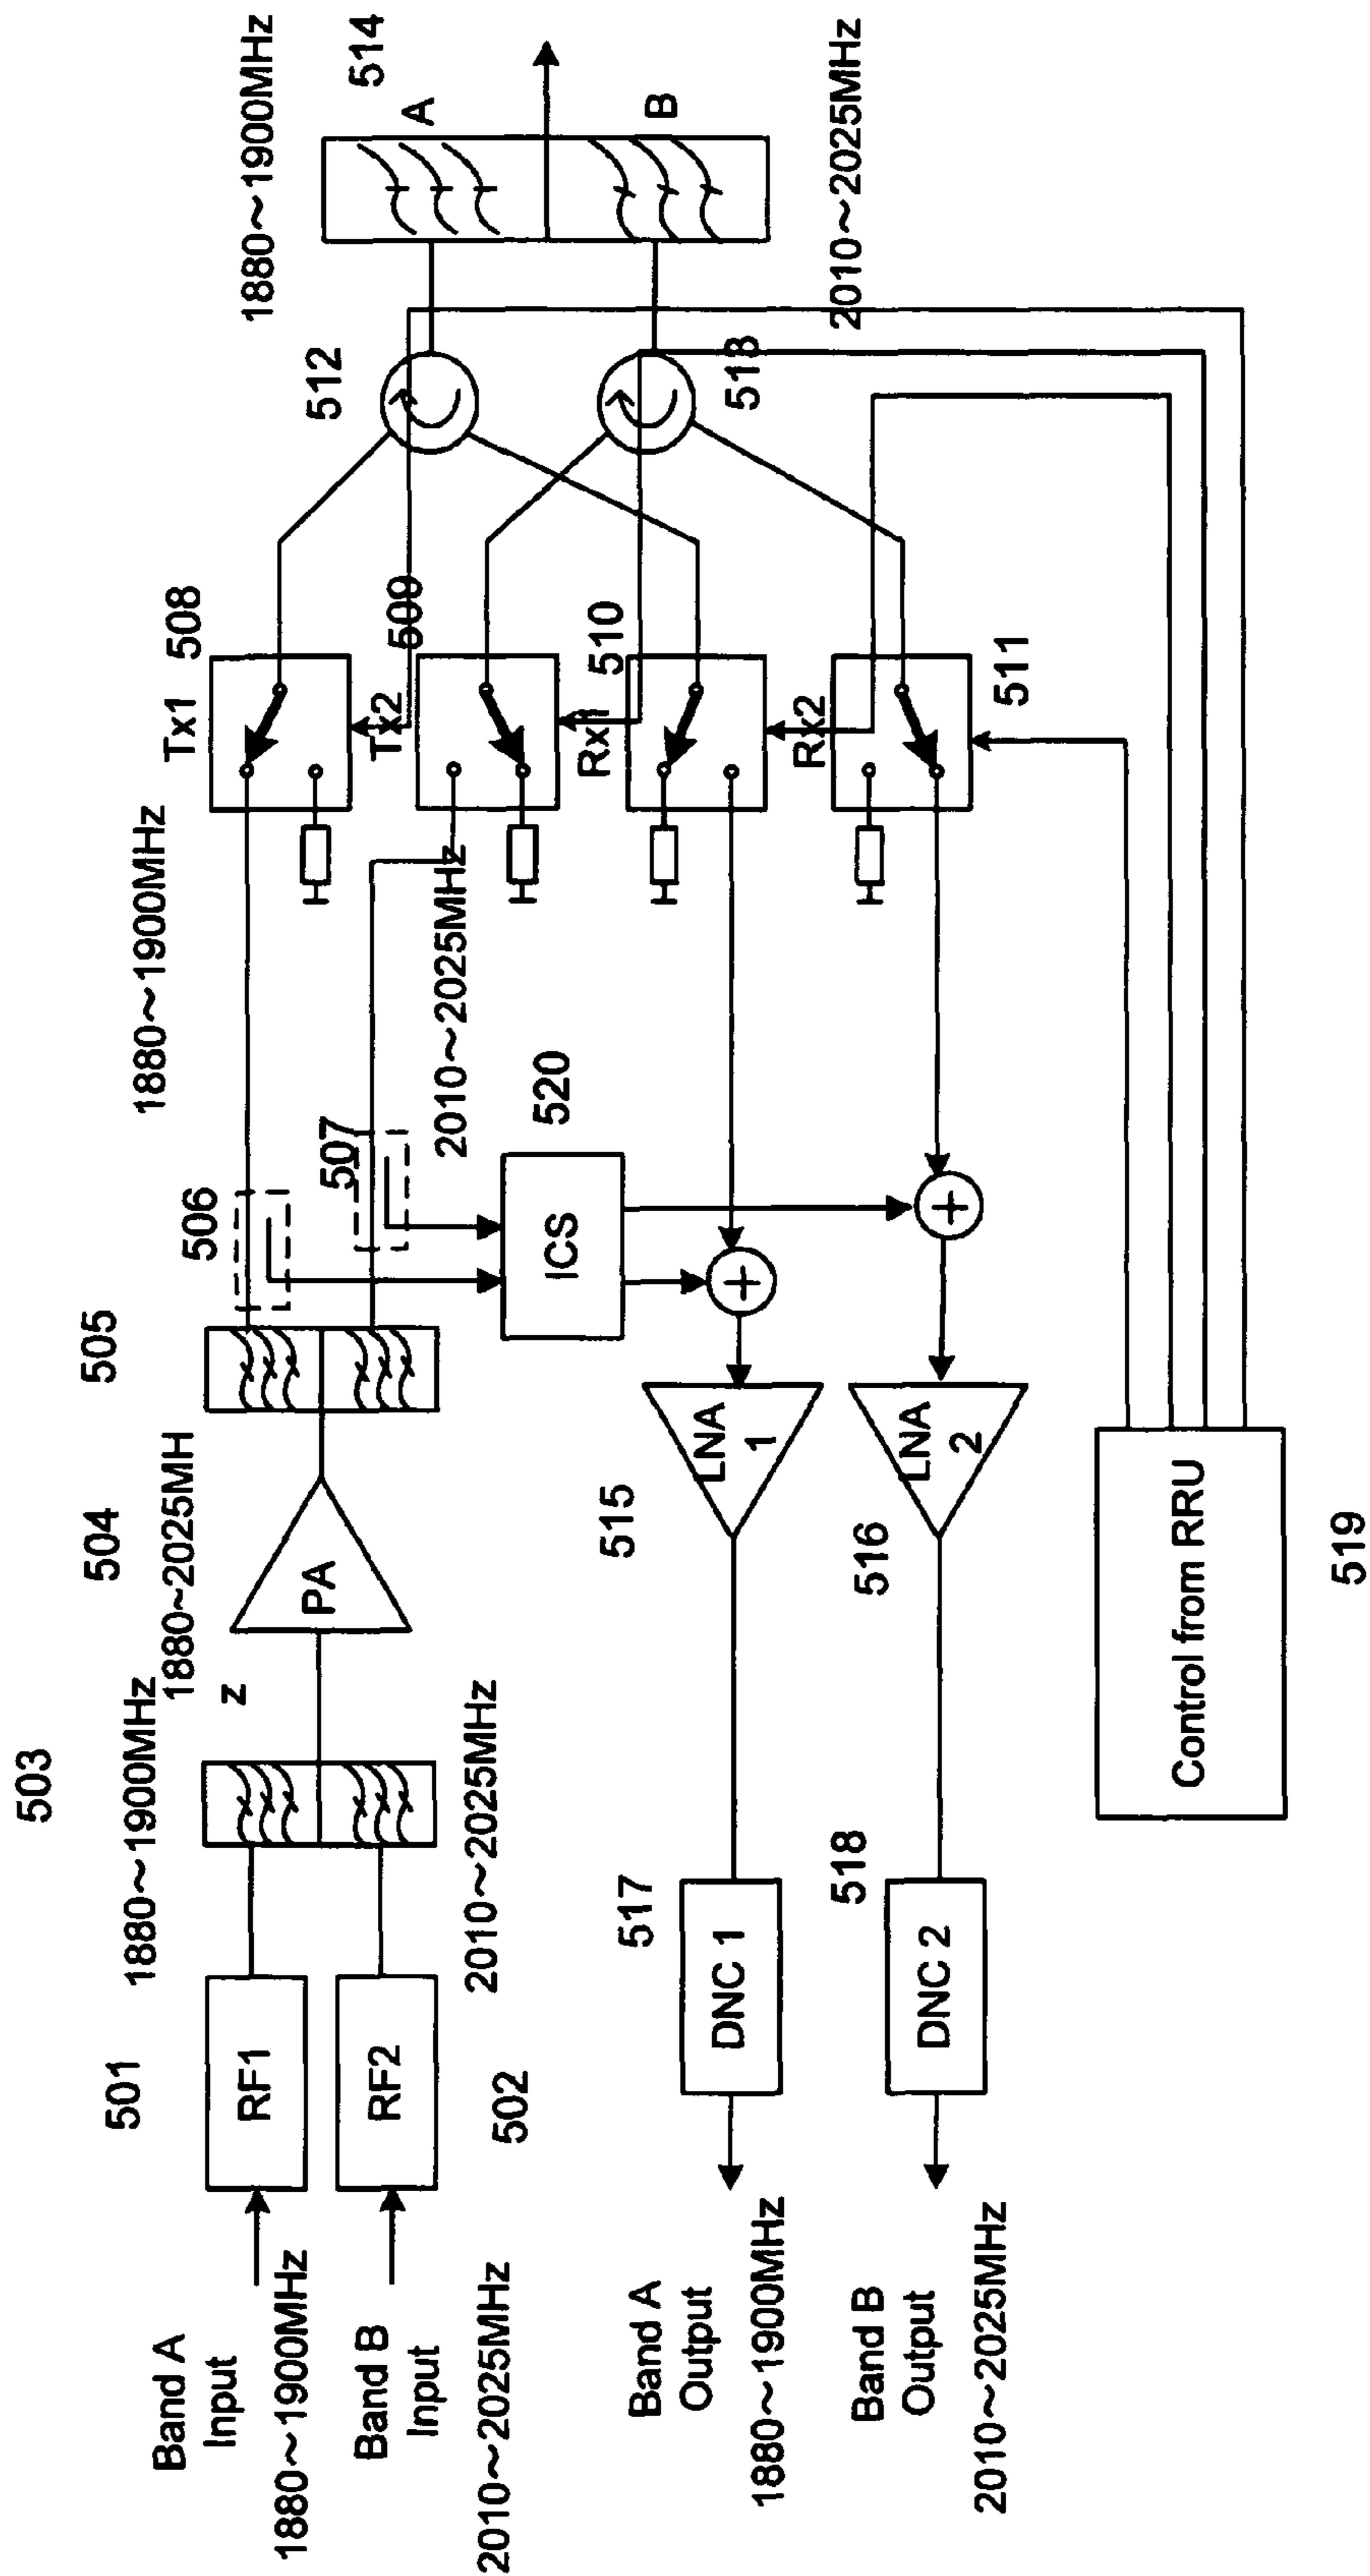 503
504
505
506
507
1880~1900MHz
508
512
1880~1900MHz
514
501
1880~1900MHz
1880~2025MH
z
Tx1
A
Band A
Input
1880~1900MHz
RF1
PA
Tx2
509
Band B
Input
2010~2025MHz
RF2
502
2010~2025MHz
2010~2025MHz
520
ICS
Rx1
510
513
B
2010~2025MHz
Rx2
511
Band A
Output
1880~1900MHz
517
DNC 1
515
LNA
1
+
Band B
Output
2010~2025MHz
518
DNC 2
516
LNA
2
+
Control from RRU
519